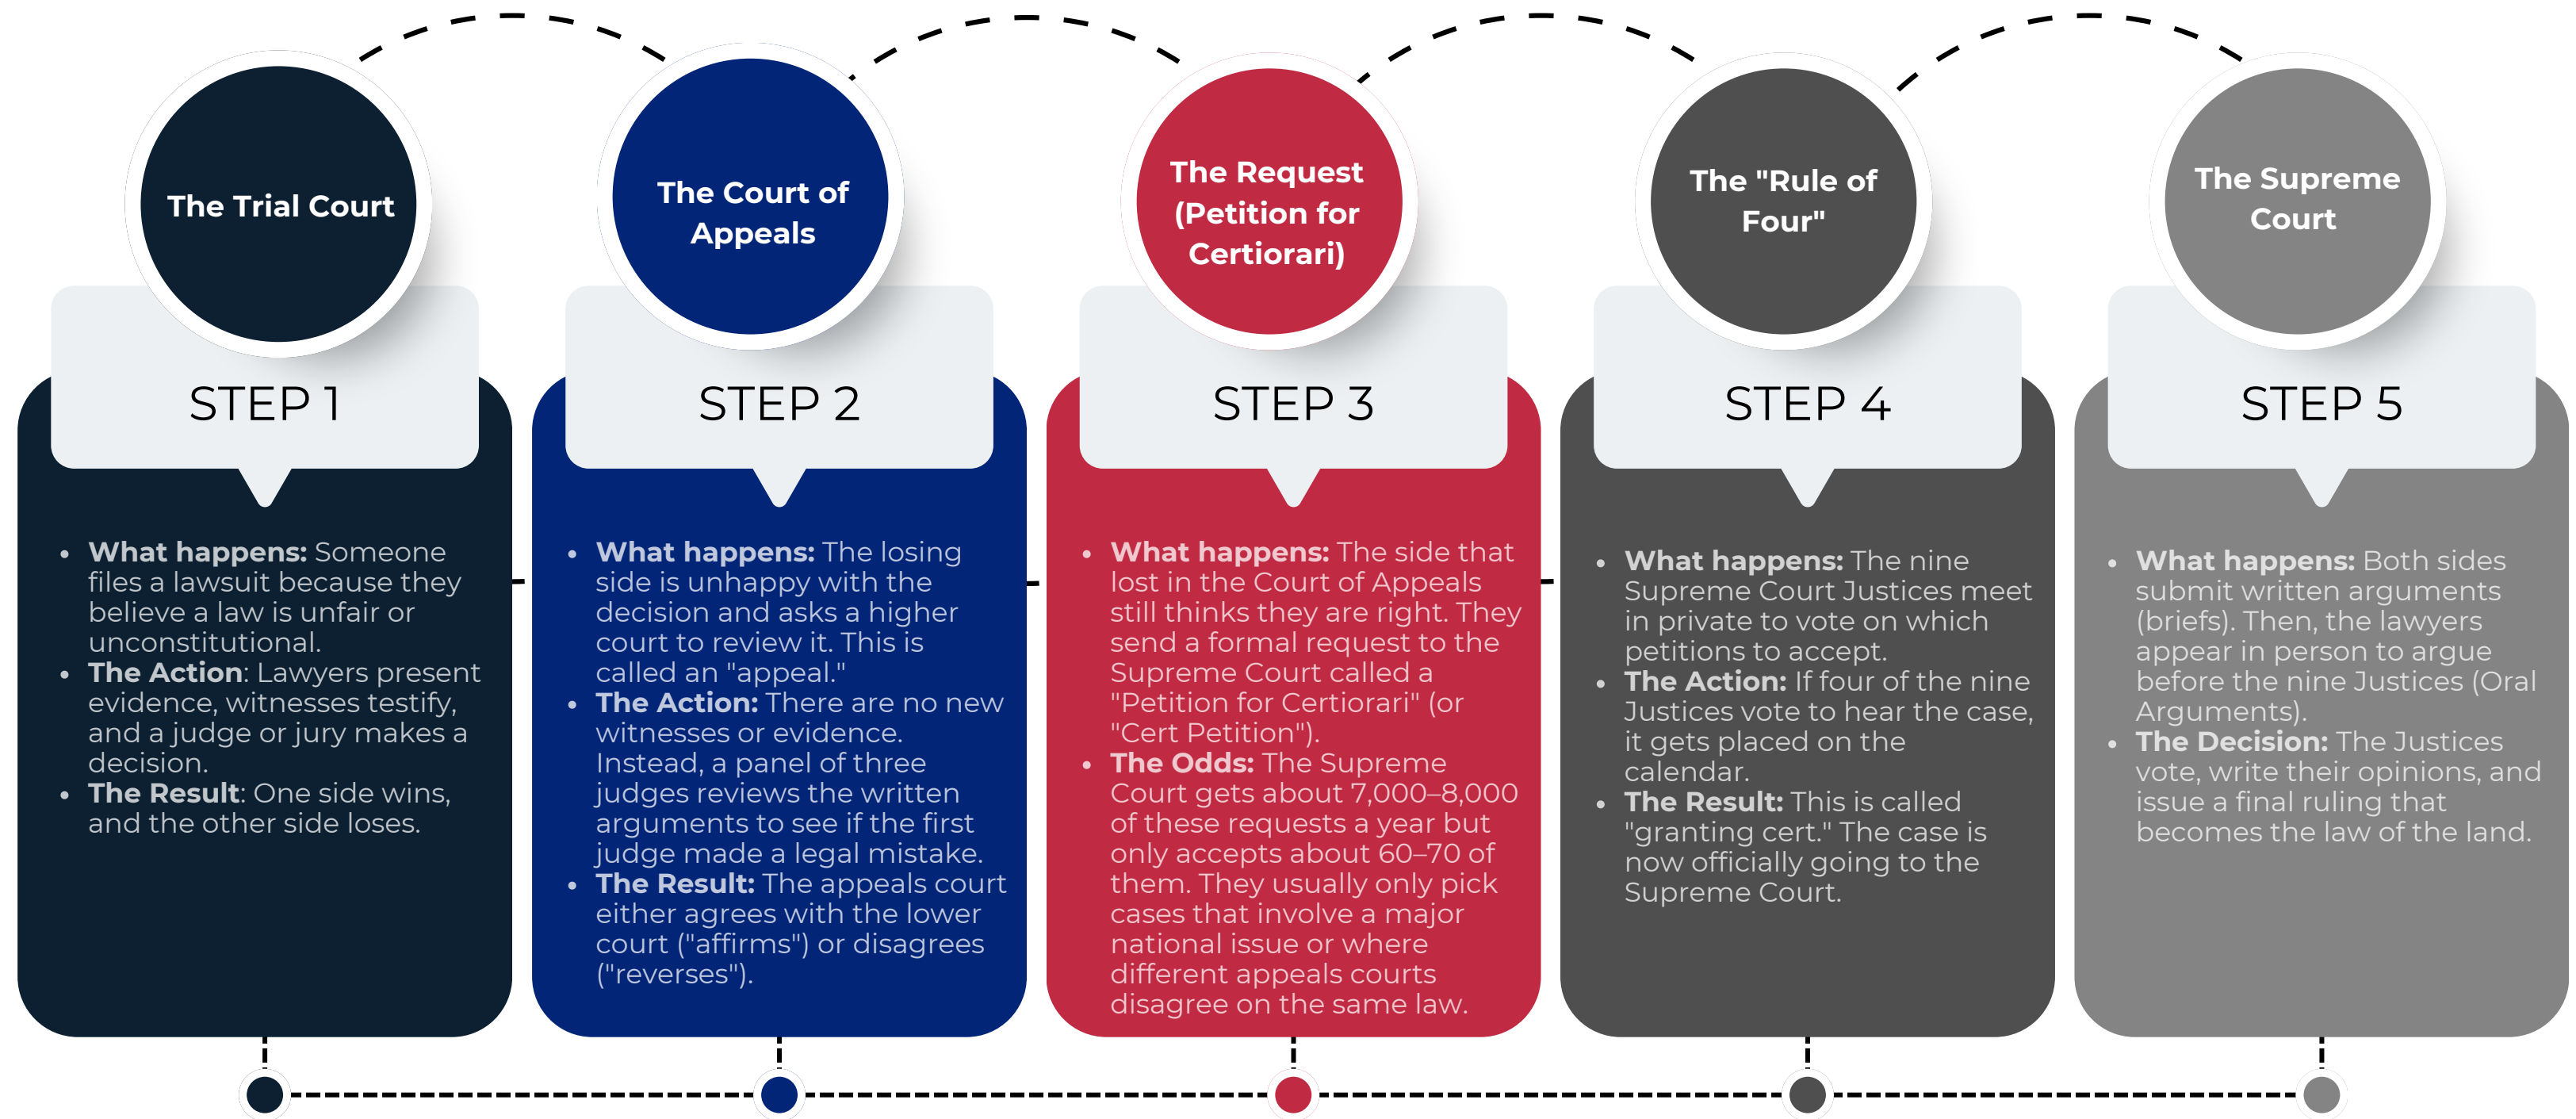 The Trial Court
STEP 1
• What happens: Someone
files a lawsuit because they
believe a law is unfair or
unconstitutional.
• The Action: Lawyers present
evidence, witnesses testify,
and a judge or jury makes a
decision.
• The Result: One side wins,
and the other side loses.
The Court of
Appeals
STEP 2
• What happens: The losing
side is unhappy with the
decision and asks a higher
court to review it. This is
called an "appeal."
• The Action: There are no new
witnesses or evidence.
Instead, a panel of three
judges reviews the written
arguments to see if the first
judge made a legal mistake.
• The Result: The appeals court
either agrees with the lower
court ("affirms") or disagrees
("reverses").
The Request
(Petition for
Certiorari)
STEP 3
• What happens: The side that
lost in the Court of Appeals
still thinks they are right. They
send a formal request to the
Supreme Court called a
"Petition for Certiorari" (or
"Cert Petition").
• The Odds: The Supreme
Court gets about 7,000–8,000
of these requests a year but
only accepts about 60–70 of
them. They usually only pick
cases that involve a major
national issue or where
different appeals courts
disagree on the same law.
The "Rule of
Four"
STEP 4
• What happens: The nine
Supreme Court Justices meet
in private to vote on which
petitions to accept.
• The Action: If four of the nine
Justices vote to hear the case,
it gets placed on the
calendar.
• The Result: This is called
"granting cert." The case is
now officially going to the
Supreme Court.
The Supreme
Court
STEP 5
• What happens: Both sides
submit written arguments
(briefs). Then, the lawyers
appear in person to argue
before the nine Justices (Oral
Arguments).
• The Decision: The Justices
vote, write their opinions, and
issue a final ruling that
becomes the law of the land.